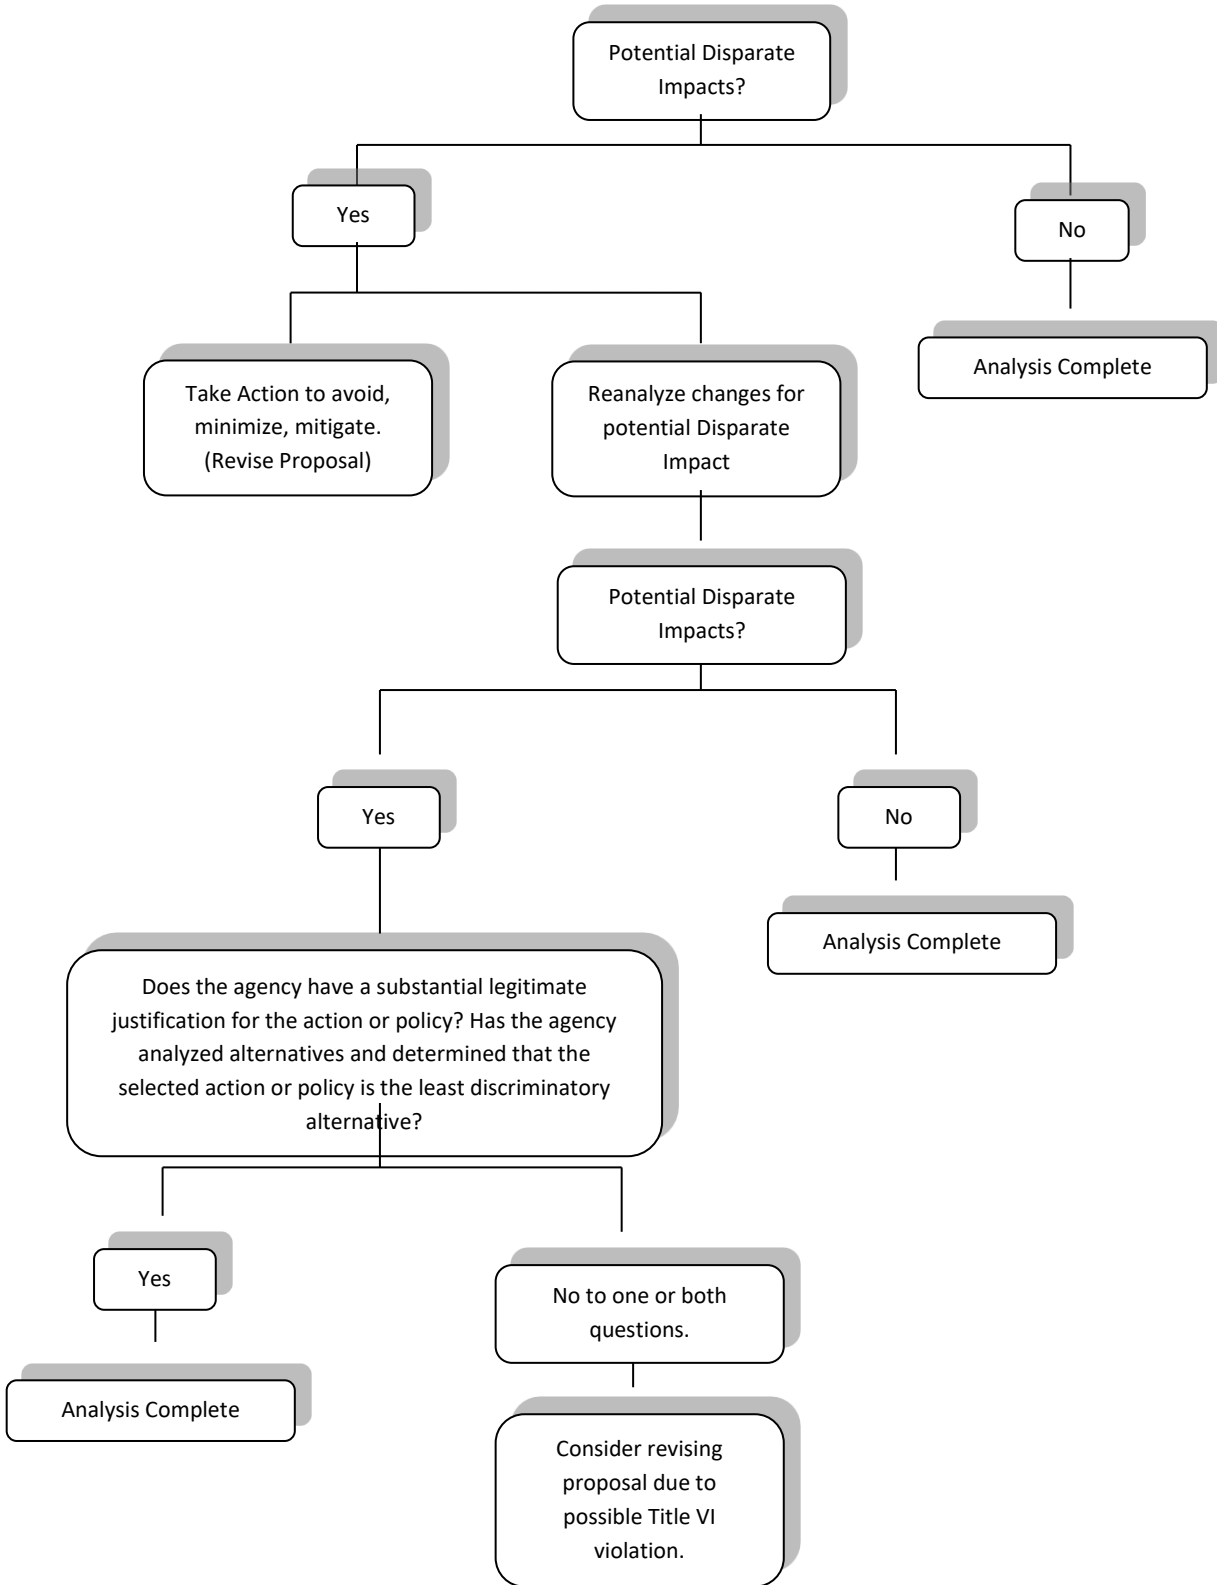 Potential Disparate
Impacts?
Yes
No
Analysis Complete
Take Action to avoid,
minimize, mitigate.
(Revise Proposal)
Reanalyze changes for
potential Disparate
Impact
Potential Disparate
Impacts?
Yes
No
Analysis Complete
Does the agency have a substantial legitimate
justification for the action or policy? Has the agency
analyzed alternatives and determined that the
selected action or policy is the least discriminatory
alternative?
Yes
Analysis Complete
No to one or both
questions.
Consider revising
proposal due to
possible Title VI
violation.